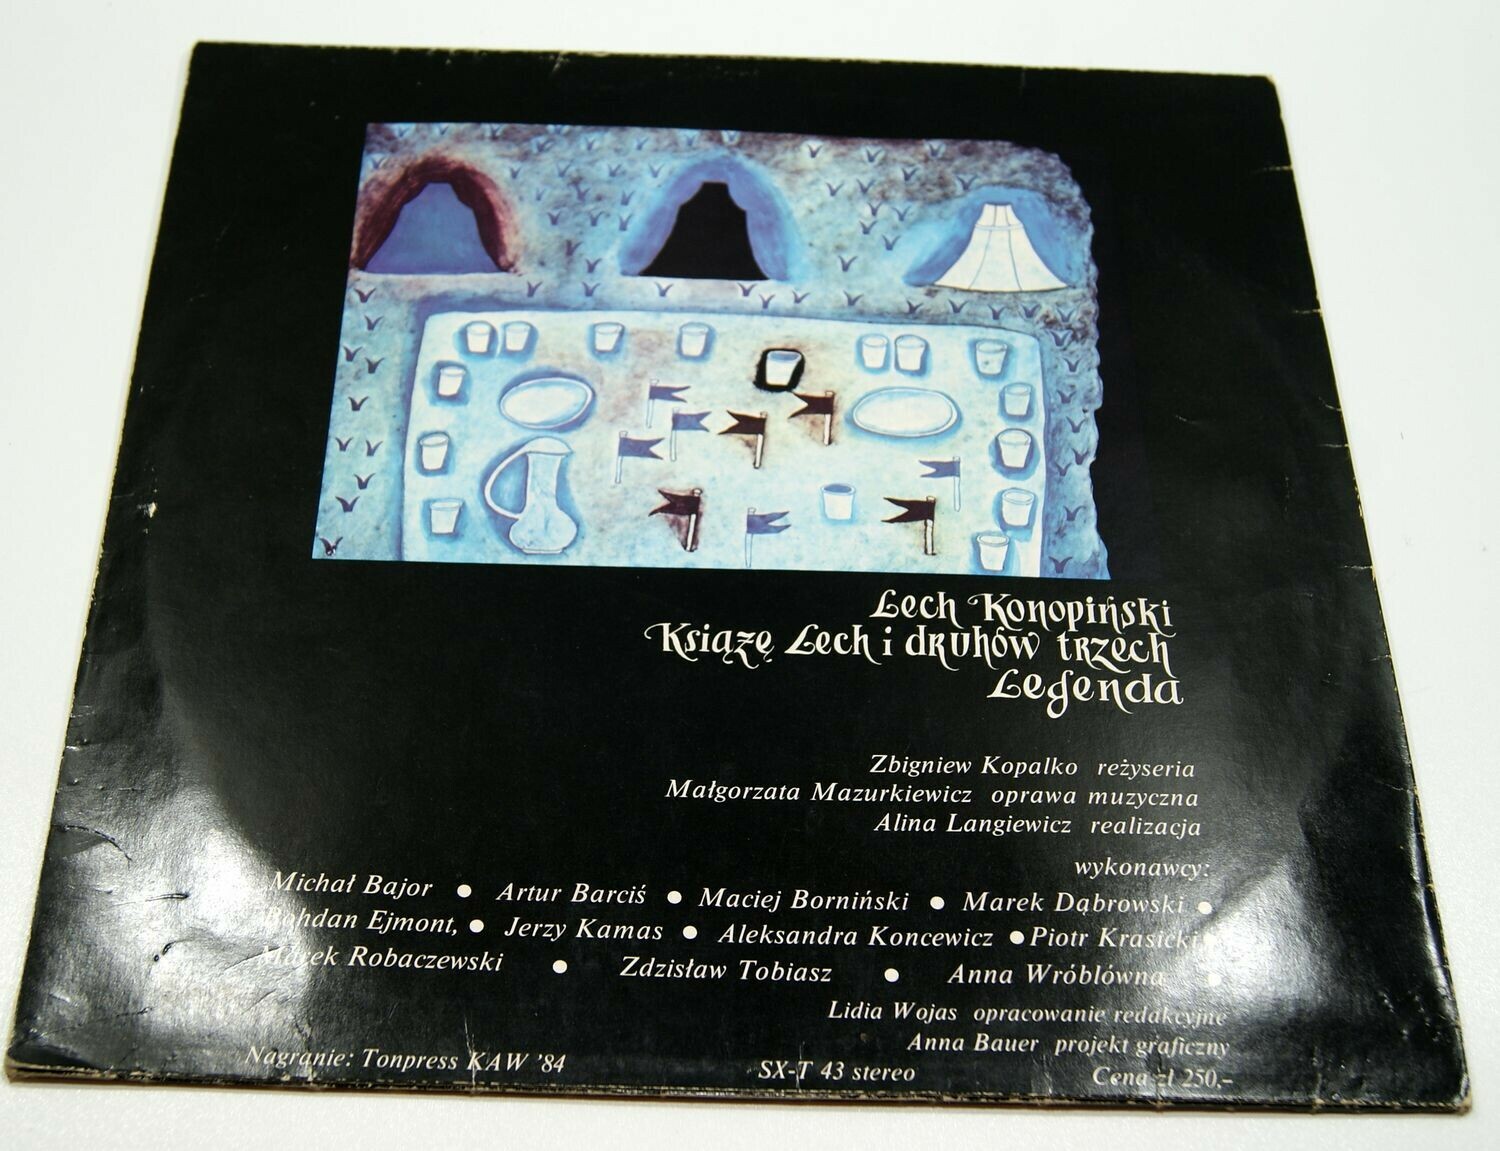 Lech Konopiński
Książę Lech i druhów trzech
Legenda
Zbigniew Kopalko reżyseria
Małgorzata Mazurkiewicz oprawa muzyczna
Alina Langiewicz realizacja
wykonawcy:
Michał Bajor • Artur Barciś • Maciej Borniński • Marek Dąbrowski •
Bohdan Ejmont, • Jerzy Kamas • Aleksandra Koncewicz • Piotr Krasicki •
Marek Robaczewski • Zdzisław Tobiasz • Anna Wróblówna •
Lidia Wojas opracowanie redakcyjne
Anna Bauer projekt graficzny
Nagranie: Tonpress KAW '84 SX-T 43 stereo Cena zł 250,-